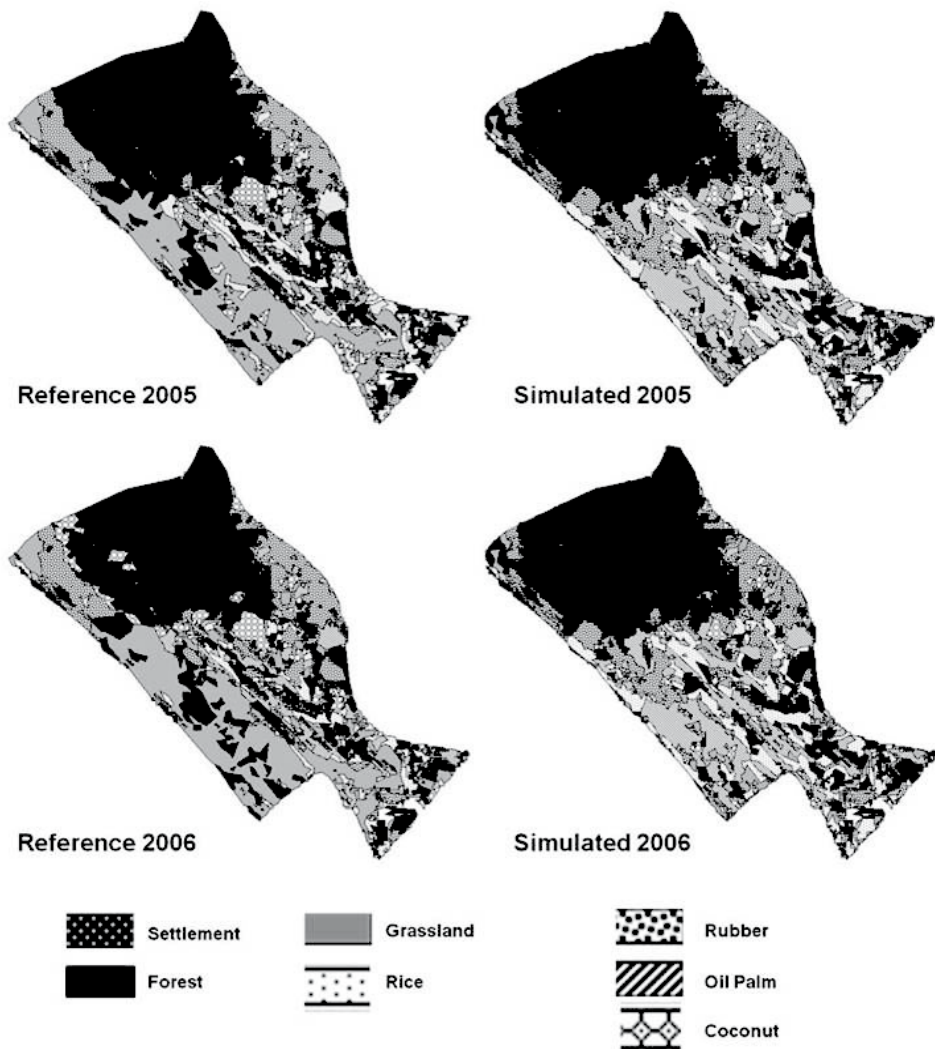 Reference 2005
Simulated 2005
Reference 2006
Simulated 2006
Settlement
Grassland
Rubber
Forest
Rice
Oil Palm
Coconut